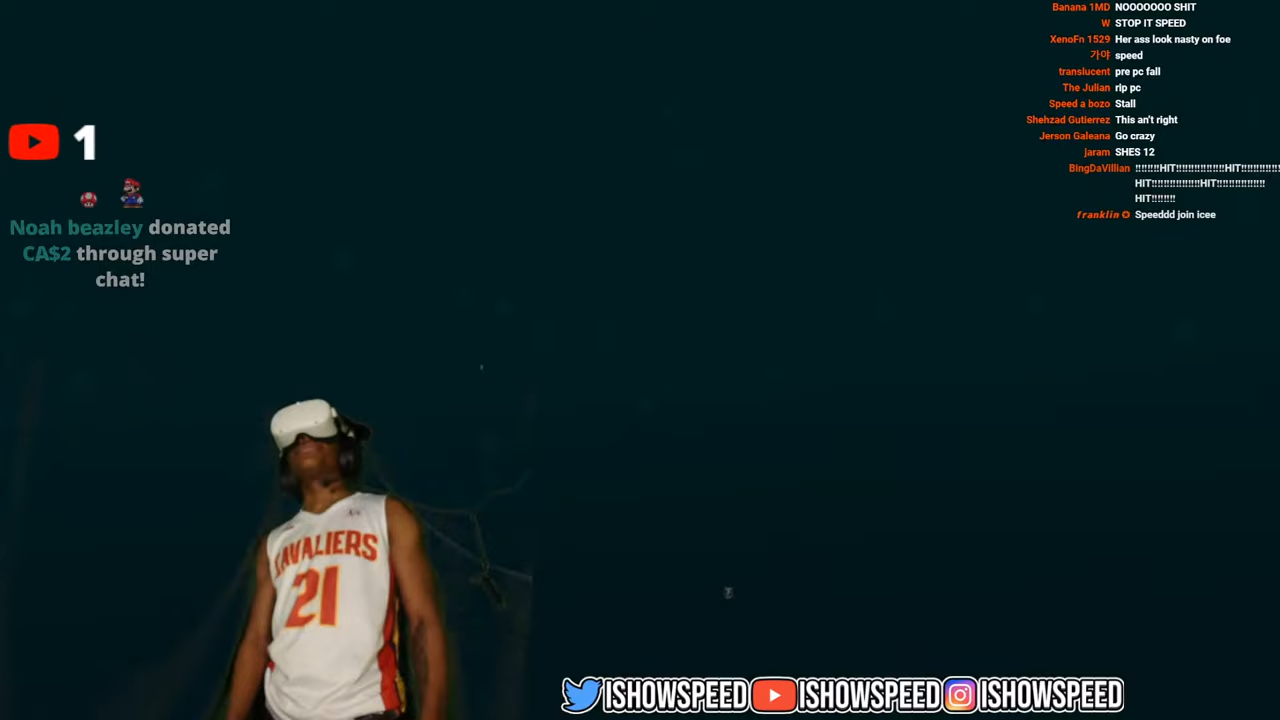 Banana 1MD NOOOOOOO SHIT
W STOP IT SPEED
XenoFn 1529 Her ass look nasty on foe
가야 speed
translucent pre pc fall
The Julian rip pc
Speed a bozo Stall
Shehzad Gutierrez This an't right
Jerson Galeana Go crazy
jaram SHES 12
BingDaVillian !!!!!!!!HIT!!!!!!!!!!!!!!!!HIT!!!!!!!!!!!!!
HIT!!!!!!!!!!!!!!!!HIT!!!!!!!!!!!!!!!!
HIT!!!!!!!!
franklin Speeddd join icee
1
Noah beazley donated
CA$2 through super
chat!
CAVALIERS
21
ISHOWSPEED ISHOWSPEED ISHOWSPEED